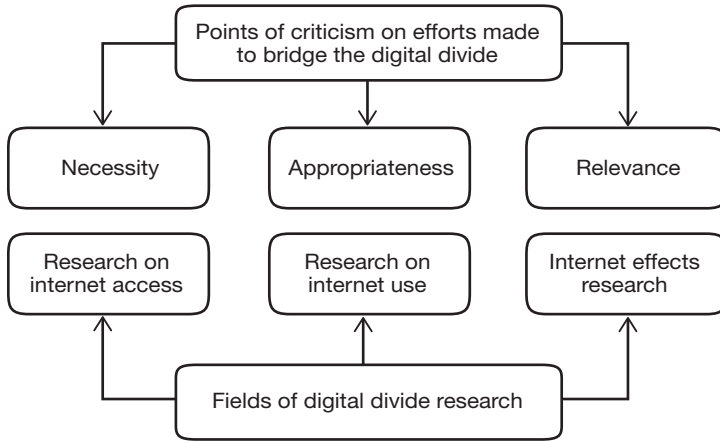 Points of criticism on efforts made
to bridge the digital divide
Necessity
Appropriateness
Relevance
Research on
internet access
Research on
internet use
Internet effects
research
Fields of digital divide research